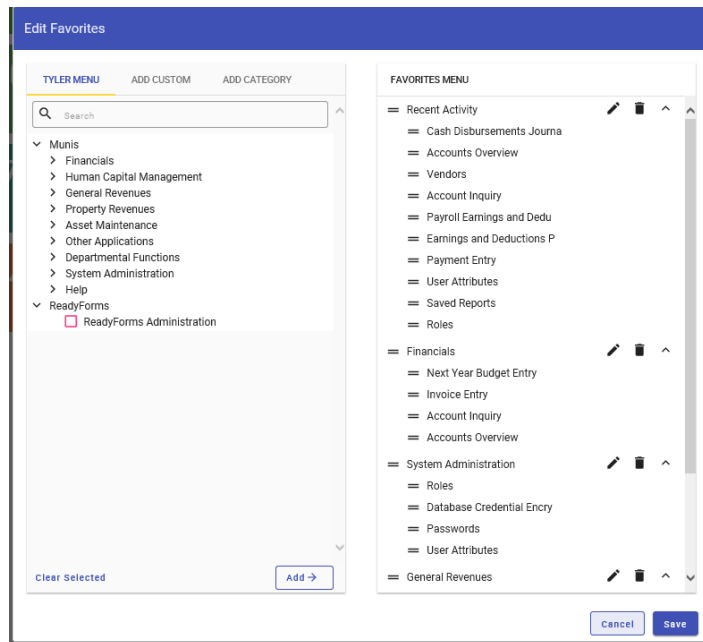 Edit Favorites
TYLER MENU
ADD CUSTOM
ADD CATEGORY
Search
Munis
Financials
Human Capital Management
General Revenues
Property Revenues
Asset Maintenance
Other Applications
Departmental Functions
System Administration
Help
ReadyForms
ReadyForms Administration
Clear Selected
Add
FAVORITES MENU
Recent Activity
Cash Disbursements Journa
Accounts Overview
Vendors
Account Inquiry
Payroll Earnings and Dedu
Earnings and Deductions P
Payment Entry
User Attributes
Saved Reports
Roles
Financials
Next Year Budget Entry
Invoice Entry
Account Inquiry
Accounts Overview
System Administration
Roles
Database Credential Encry
Passwords
User Attributes
General Revenues
Cancel
Save